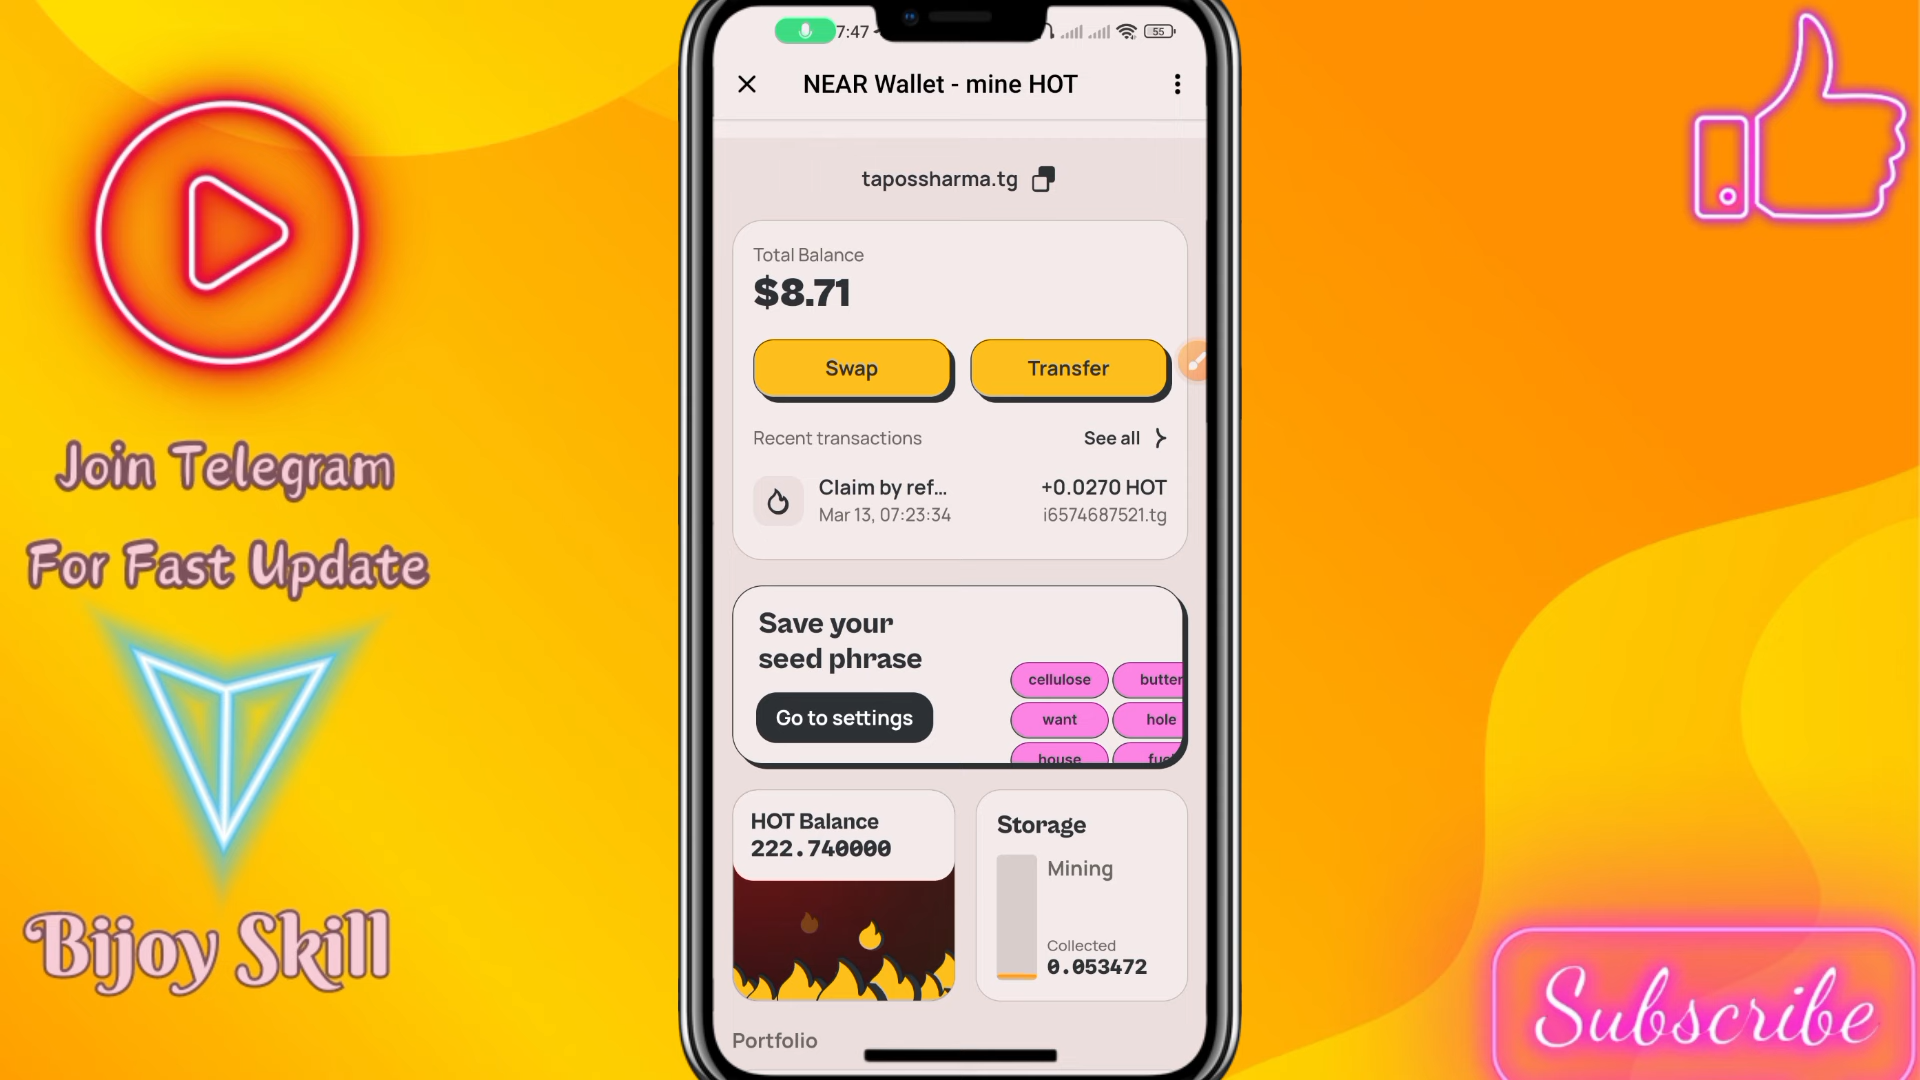 7:47
55
NEAR Wallet - mine HOT
tapossharma.tg
Total Balance
$8.71
Swap
Transfer
Recent transactions
See all
Claim by ref...
+0.0270 HOT
Mar 13, 07:23:34
i6574687521.tg
Save your
seed phrase
Go to settings
cellulose
butter
want
hole
house
HOT Balance
222.740000
Storage
Mining
Collected
0.053472
Portfolio
Join Telegram
For Fast Update
Bijoy Skill
Subscribe